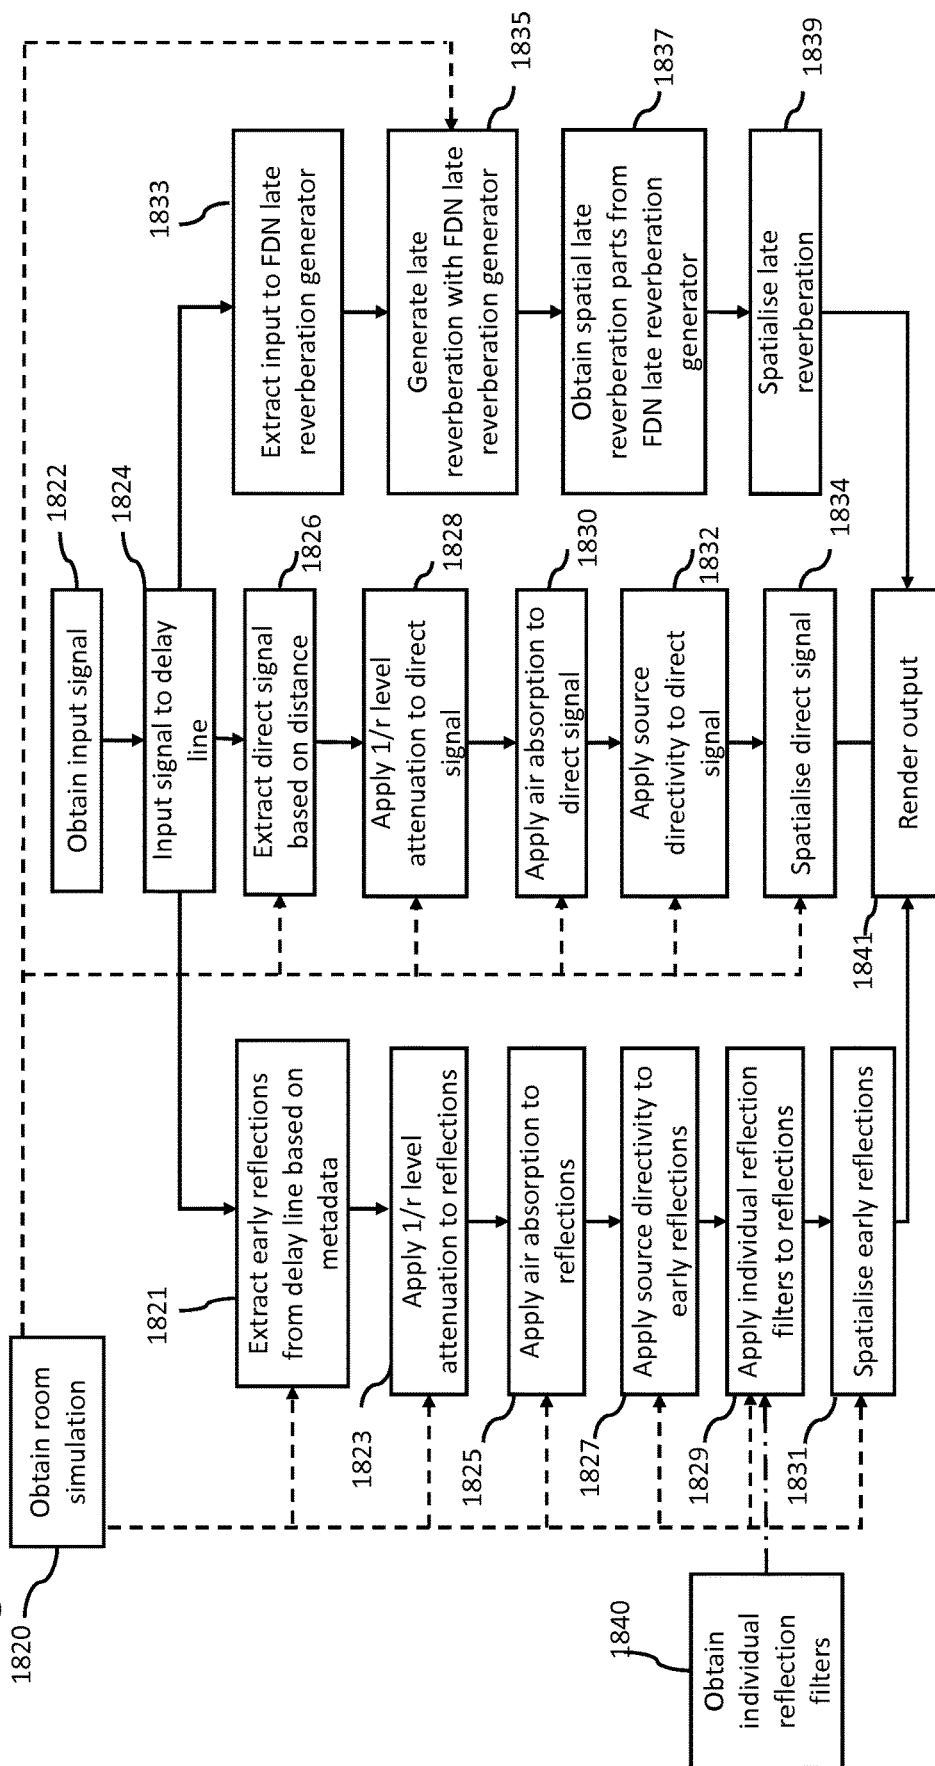 1820
Obtain room
simulation
1822
Obtain input signal
1824
Input signal to delay
line
1821
Extract early reflections
from delay line based on
metadata
1823
Apply 1/r level
attenuation to reflections
1825
Apply air absorption to
reflections
1827
Apply source directivity to
early reflections
1829
Apply individual reflection
filters to reflections
1831
Spatialise early reflections
1840
Obtain
individual
reflection
filters
1826
Extract direct signal
based on distance
1828
Apply 1/r level
attenuation to direct
signal
1830
Apply air absorption to
direct signal
1832
Apply source
directivity to direct
signal
1834
Spatialise direct signal
1833
Extract input to FDN late
reverberation generator
1835
Generate late
reverberation with FDN late
reverberation generator
1837
Obtain spatial late
reverberation parts from
FDN late reverberation
generator
1839
Spatialise late
reverberation
1841
Render output